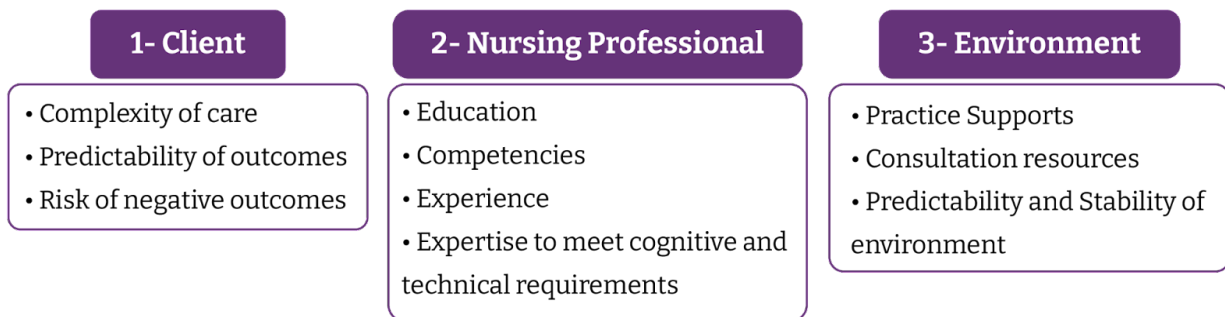 1- Client
• Complexity of care
• Predictability of outcomes
• Risk of negative outcomes
2- Nursing Professional
• Education
• Competencies
• Experience
• Expertise to meet cognitive and
technical requirements
3- Environment
• Practice Supports
• Consultation resources
• Predictability and Stability of
environment